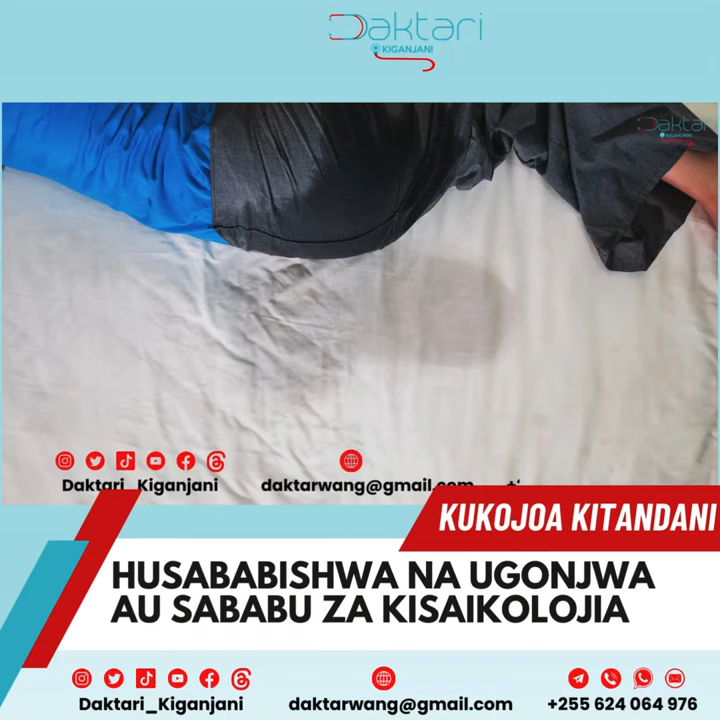 Daktari
KIGANJANI
Daktari
KIGANJANI
Daktari_Kiganjani daktarwang@gmail.com
KUKOJOA KITANDANI
HUSABABISHWA NA UGONJWA
AU SABABU ZA KISAIKOLOJIA
Daktari_Kiganjani daktarwang@gmail.com +255 624 064 976